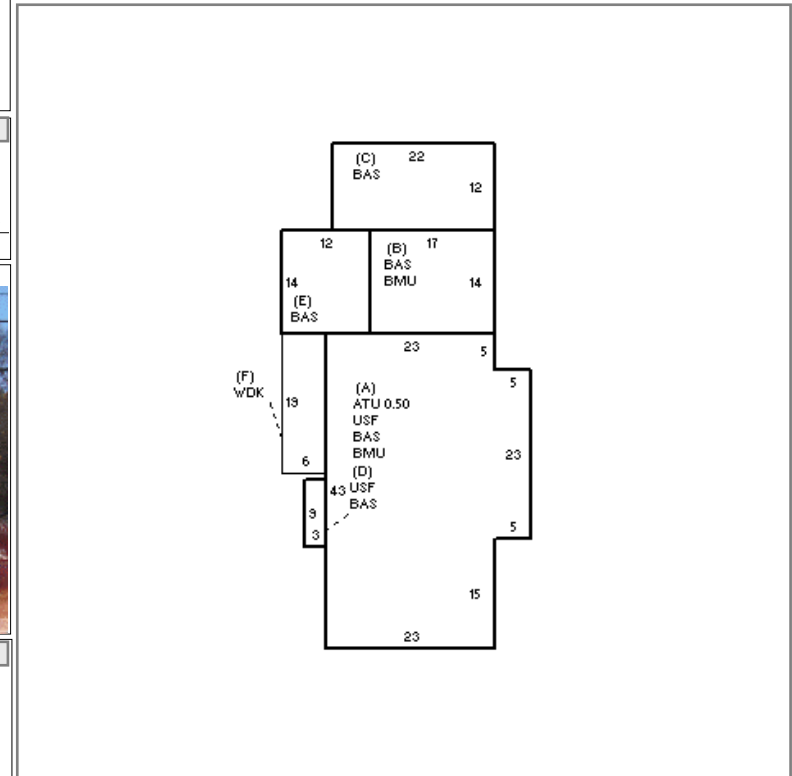 (C)
BAS
22
12
12
17
(B)
BAS
BMU
14
14
(E)
BAS
23
5
(F)
WDK
19
6
5
(A)
ATU 0.50
USF
BAS
BMU
(D)
USF
BAS
43
23
9
3
5
15
23